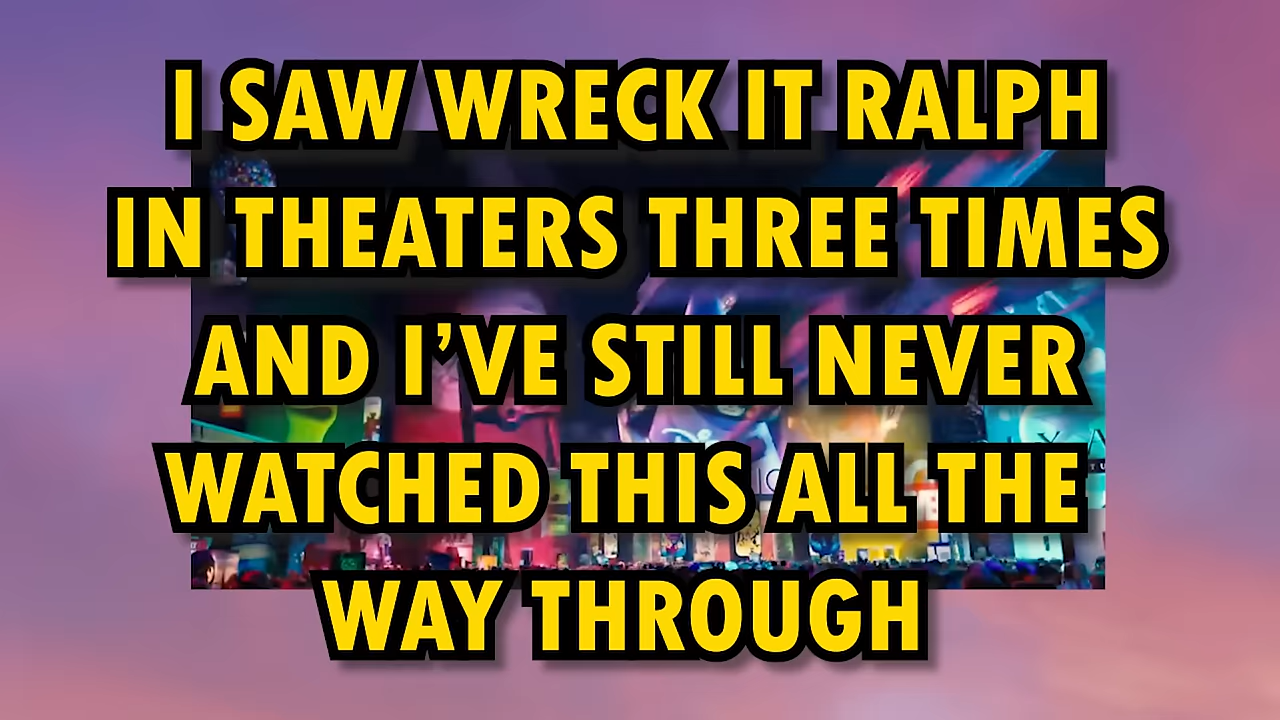 I SAW WRECK IT RALPH
IN THEATERS THREE TIMES
AND I’VE STILL NEVER
WATCHED THIS ALL THE
WAY THROUGH